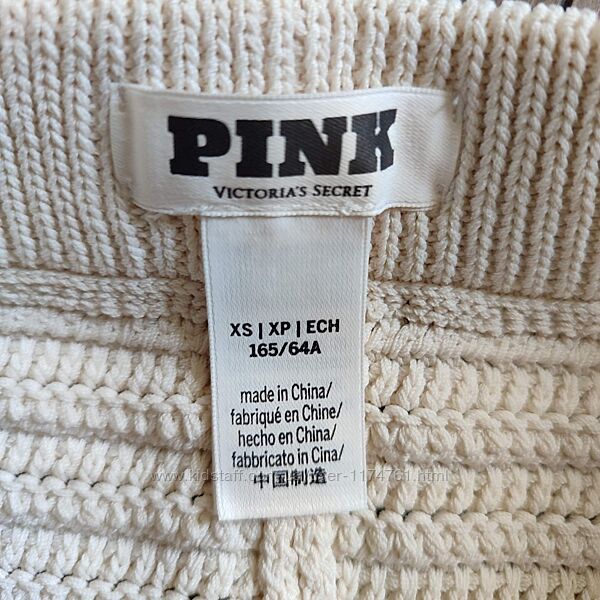 PINK
VICTORIA'S SECRET
XS | XP | ECH
165/64A
made in China/
fabriqué en Chine/
hecho en China/
fabbricato in Cina/
中国制造